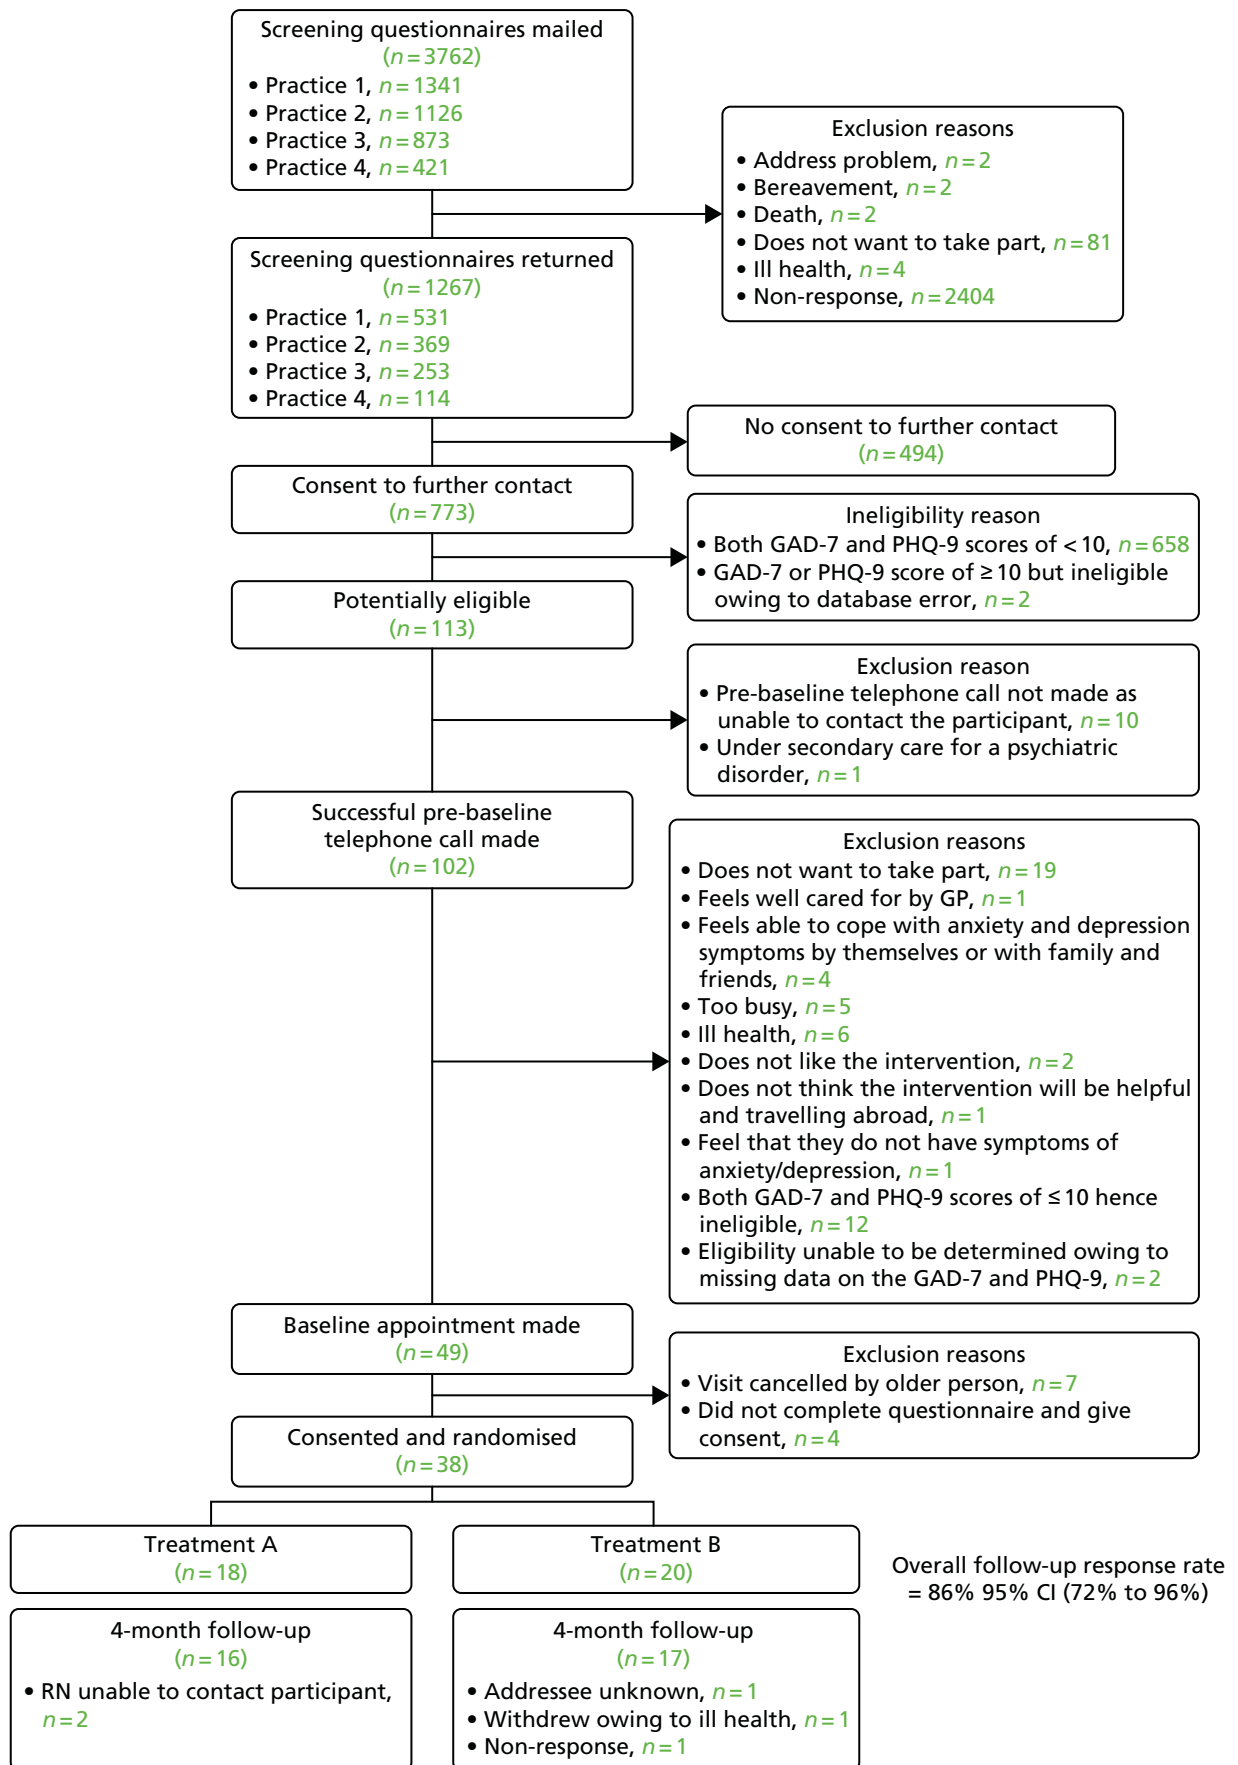 Screening questionnaires mailed
(n = 3762)
• Practice 1, n = 1341
• Practice 2, n = 1126
• Practice 3, n = 873
• Practice 4, n = 421
Exclusion reasons
• Address problem, n = 2
• Bereavement, n = 2
• Death, n = 2
• Does not want to take part, n = 81
• Ill health, n = 4
• Non-response, n = 2404
Screening questionnaires returned
(n = 1267)
• Practice 1, n = 531
• Practice 2, n = 369
• Practice 3, n = 253
• Practice 4, n = 114
No consent to further contact
(n = 494)
Consent to further contact
(n = 773)
Ineligibility reason
• Both GAD-7 and PHQ-9 scores of < 10, n = 658
• GAD-7 or PHQ-9 score of ≥ 10 but ineligible
owing to database error, n = 2
Potentially eligible
(n = 113)
Exclusion reason
• Pre-baseline telephone call not made as
unable to contact the participant, n = 10
• Under secondary care for a psychiatric
disorder, n = 1
Successful pre-baseline
telephone call made
(n = 102)
Exclusion reasons
• Does not want to take part, n = 19
• Feels well cared for by GP, n = 1
• Feels able to cope with anxiety and depression
symptoms by themselves or with family and
friends, n = 4
• Too busy, n = 5
• Ill health, n = 6
• Does not like the intervention, n = 2
• Does not think the intervention will be helpful
and travelling abroad, n = 1
• Feel that they do not have symptoms of
anxiety/depression, n = 1
• Both GAD-7 and PHQ-9 scores of ≤ 10 hence
ineligible, n = 12
• Eligibility unable to be determined owing to
missing data on the GAD-7 and PHQ-9, n = 2
Baseline appointment made
(n = 49)
Exclusion reasons
• Visit cancelled by older person, n = 7
• Did not complete questionnaire and give
consent, n = 4
Consented and randomised
(n = 38)
Treatment A
(n = 18)
Treatment B
(n = 20)
Overall follow-up response rate
= 86% 95% CI (72% to 96%)
4-month follow-up
(n = 16)
• RN unable to contact participant,
n = 2
4-month follow-up
(n = 17)
• Addressee unknown, n = 1
• Withdrew owing to ill health, n = 1
• Non-response, n = 1